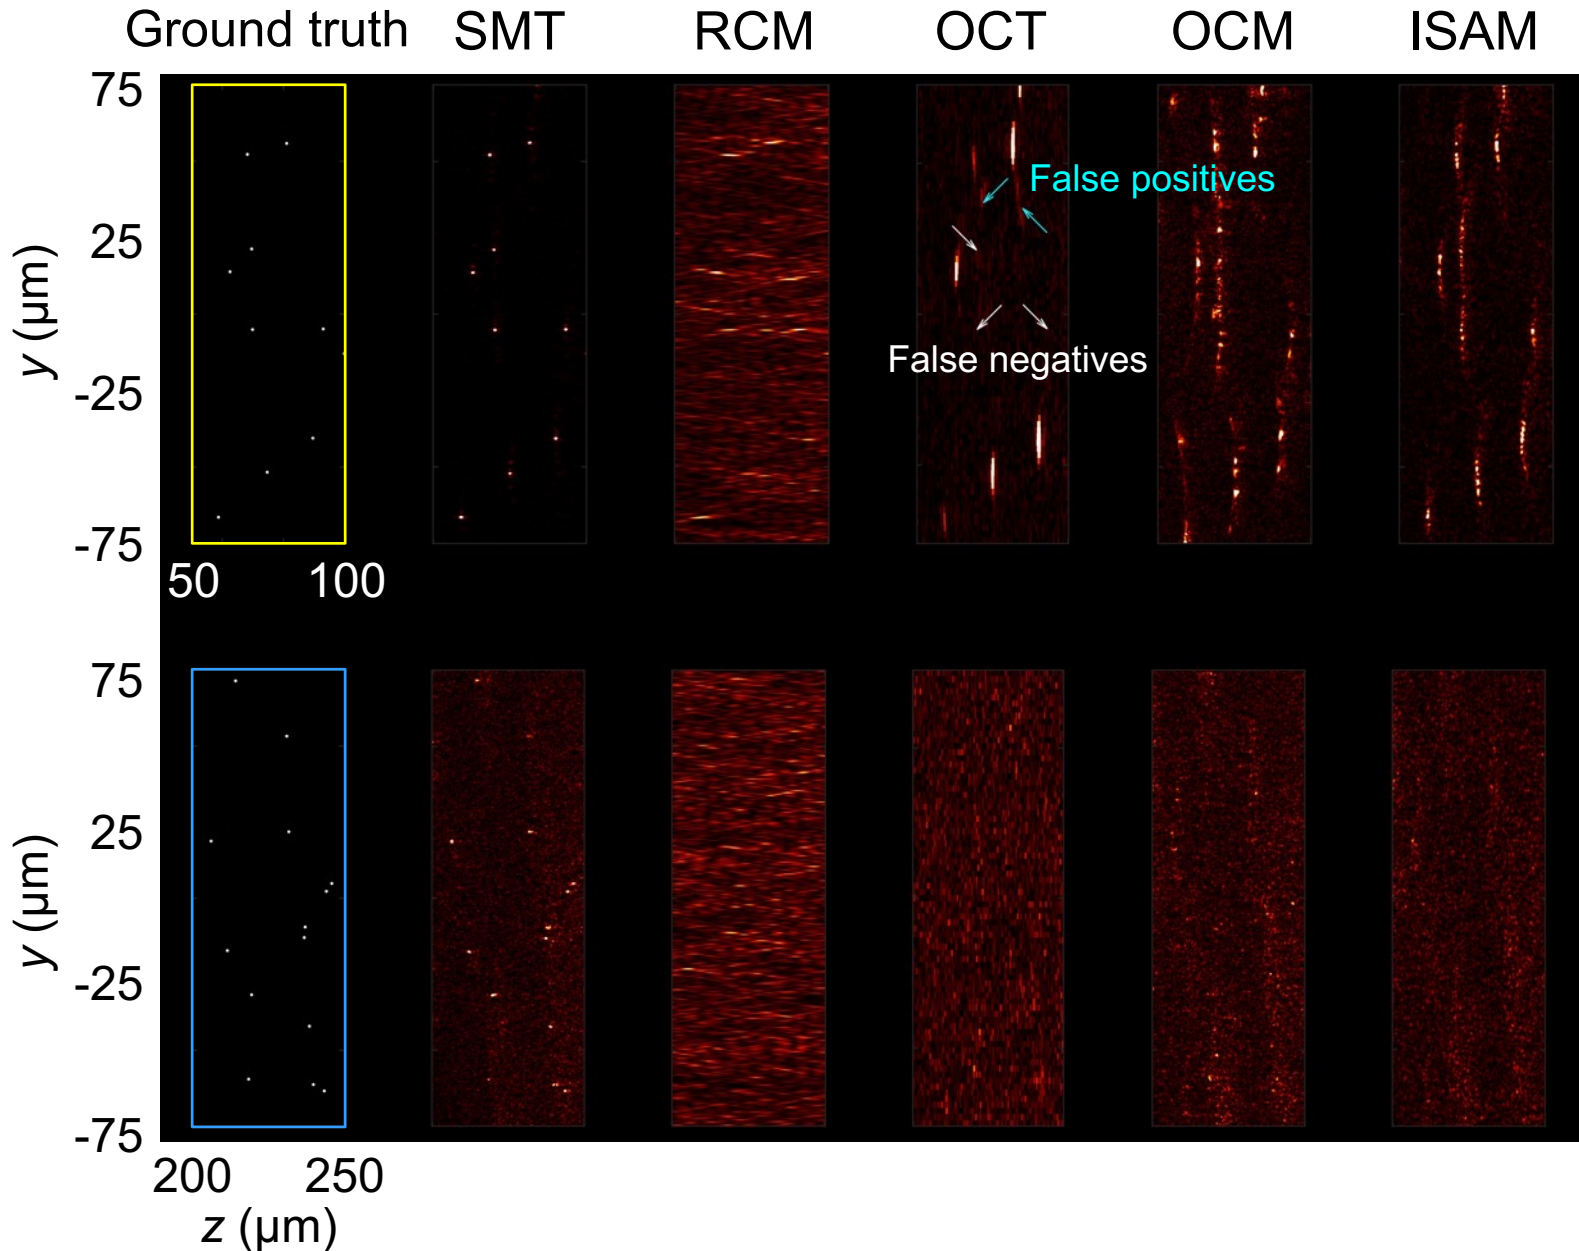 Ground truth SMT RCM OCT OCM ISAM
75
25
-25
-75
y (μm)
False positives
False negatives
50 100
75
25
-25
-75
y (μm)
200 250
z (μm)